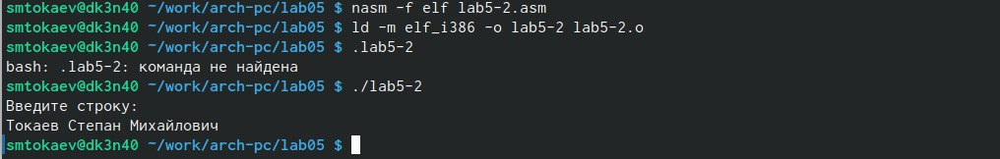 smtokaev@dk3n40 ~/work/arch-pc/lab05 $ nasm -f elf lab5-2.asm
smtokaev@dk3n40 ~/work/arch-pc/lab05 $ ld -m elf_i386 -o lab5-2 lab5-2.o
smtokaev@dk3n40 ~/work/arch-pc/lab05 $ .lab5-2
bash: .lab5-2: команда не найдена
smtokaev@dk3n40 ~/work/arch-pc/lab05 $ ./lab5-2
Введите строку:
Токаев Степан Михайлович
smtokaev@dk3n40 ~/work/arch-pc/lab05 $